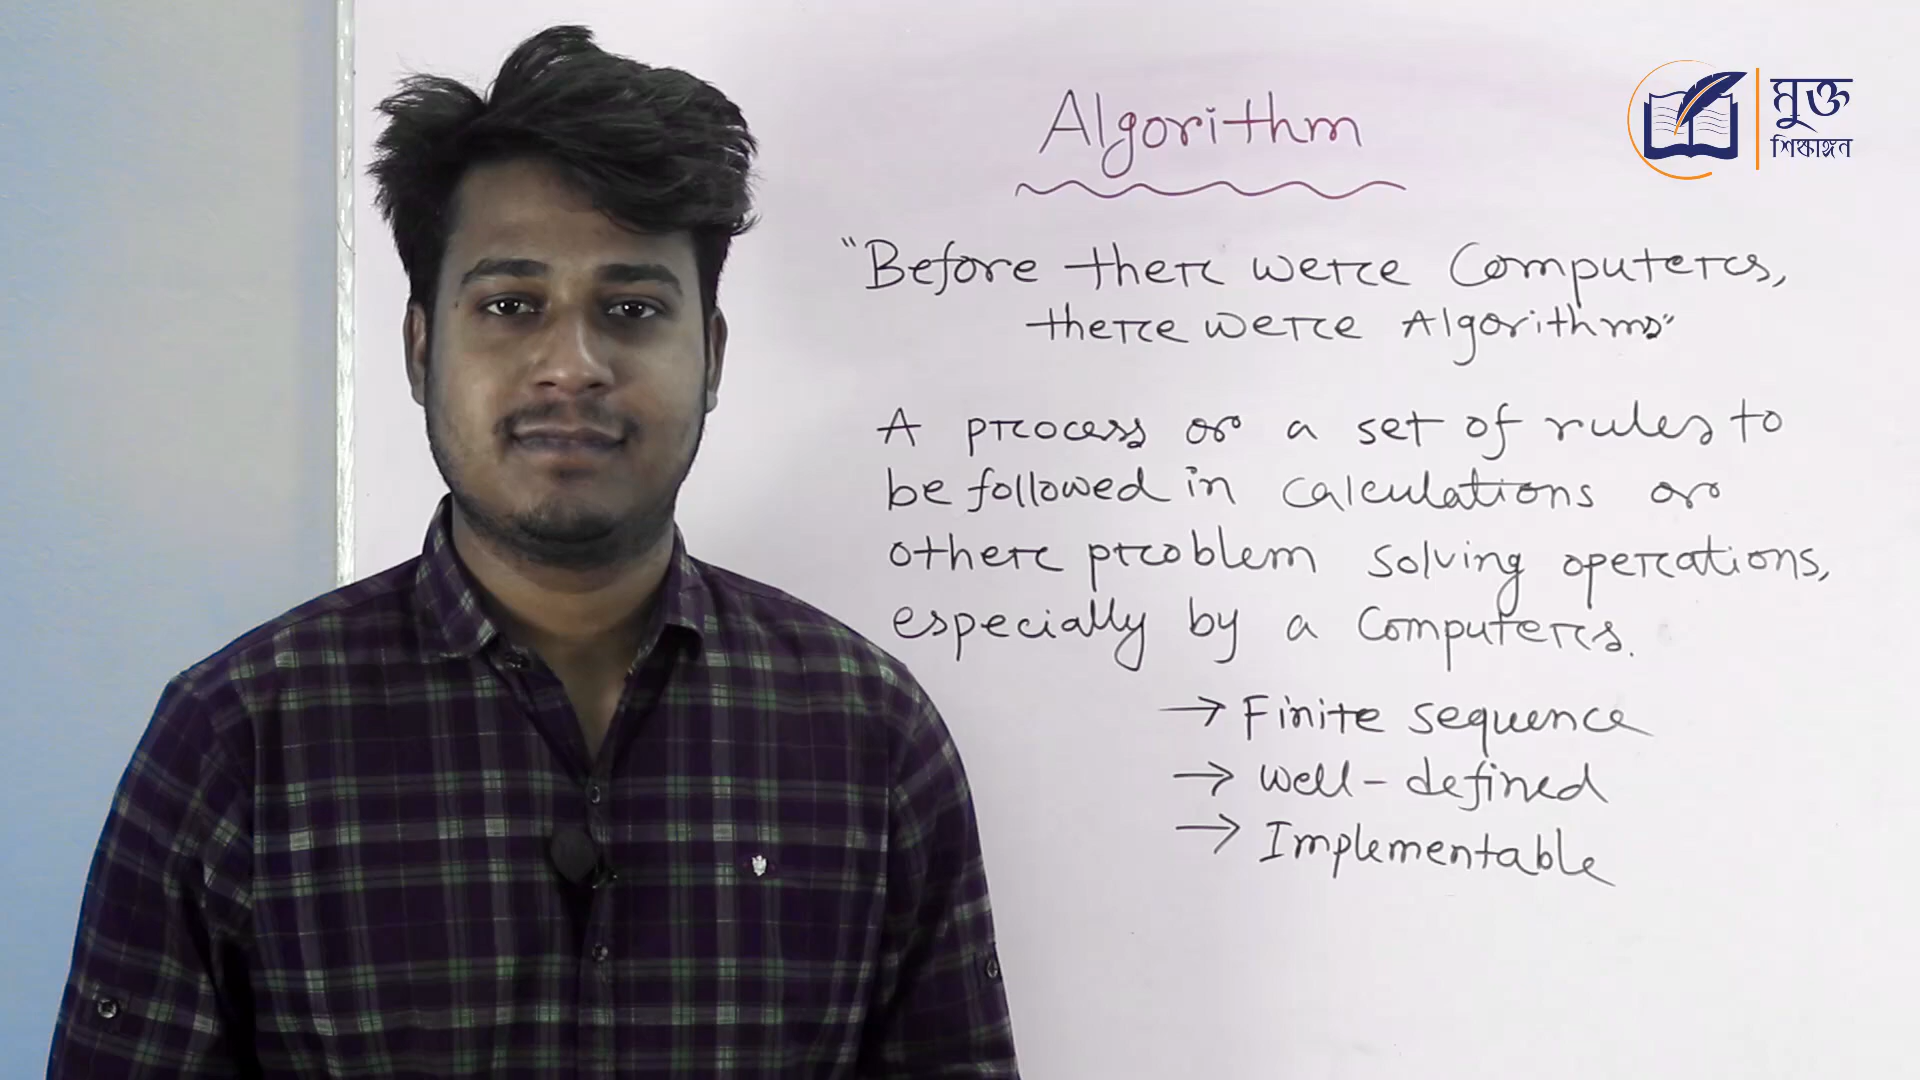 Algorithm
মুক্ত
শিক্ষাঙ্গন
"Before there were Computers,
there were Algorithms"
A process or a set of rules to
be followed in calculations or
other problem solving operations,
especially by a computers.
→ Finite sequence
→ well-defined
→ Implementable